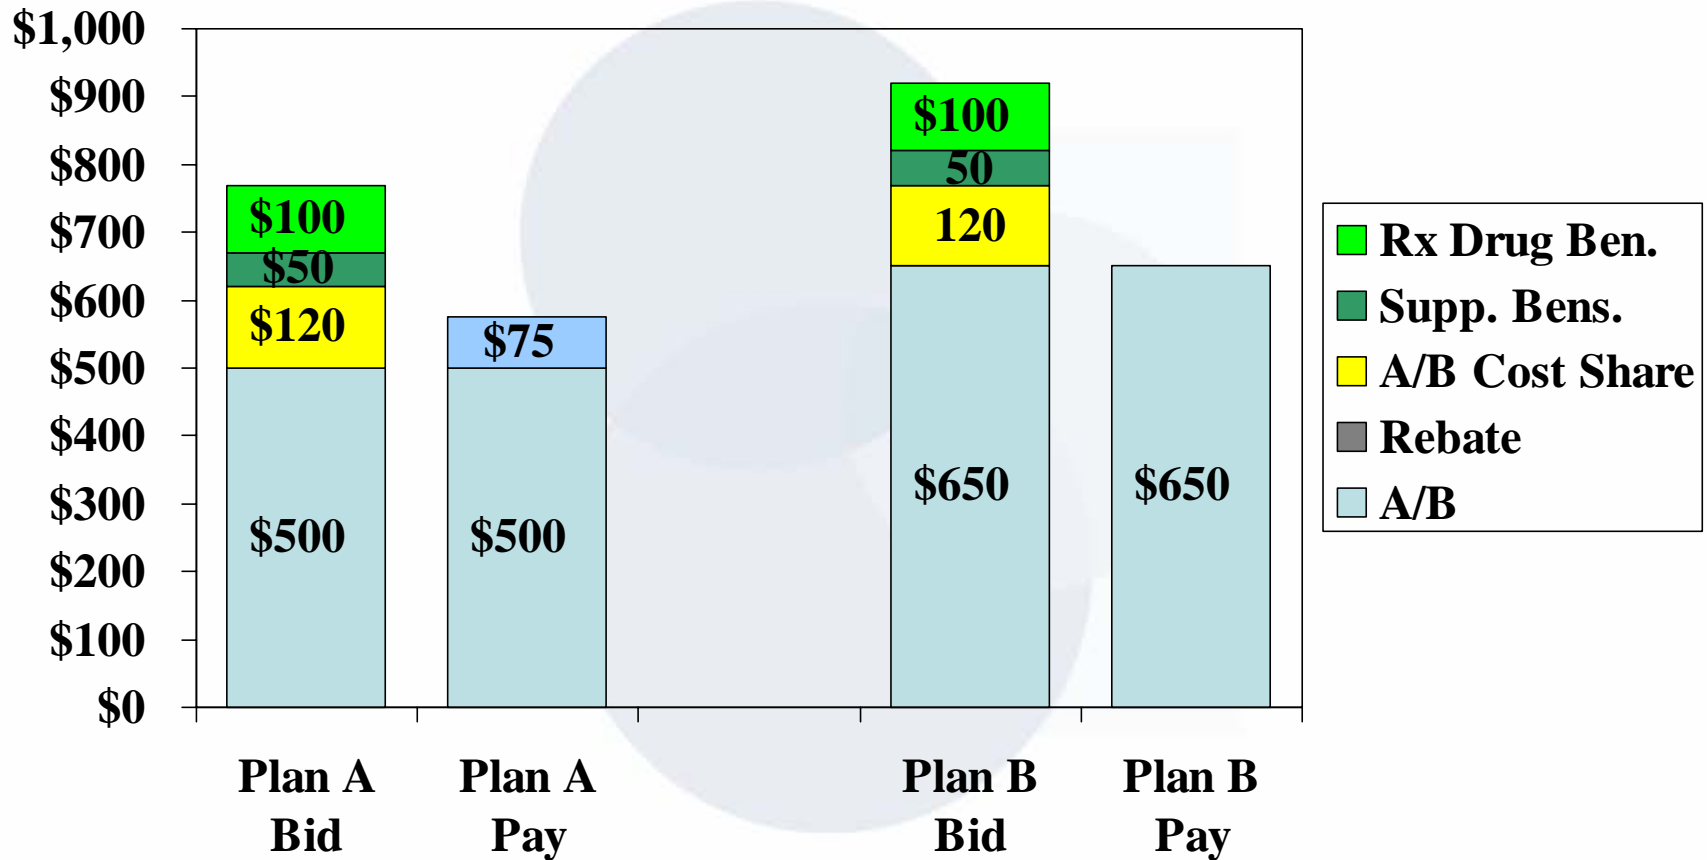 $1,000
$900
$800
$700
$600
$500
$400
$300
$200
$100
$0
$100
$50
$120
$500
$75
$500
$100
50
120
$650
$650
Plan A
Bid
Plan A
Pay
Plan B
Bid
Plan B
Pay
Rx Drug Ben.
Supp. Bens.
A/B Cost Share
Rebate
A/B